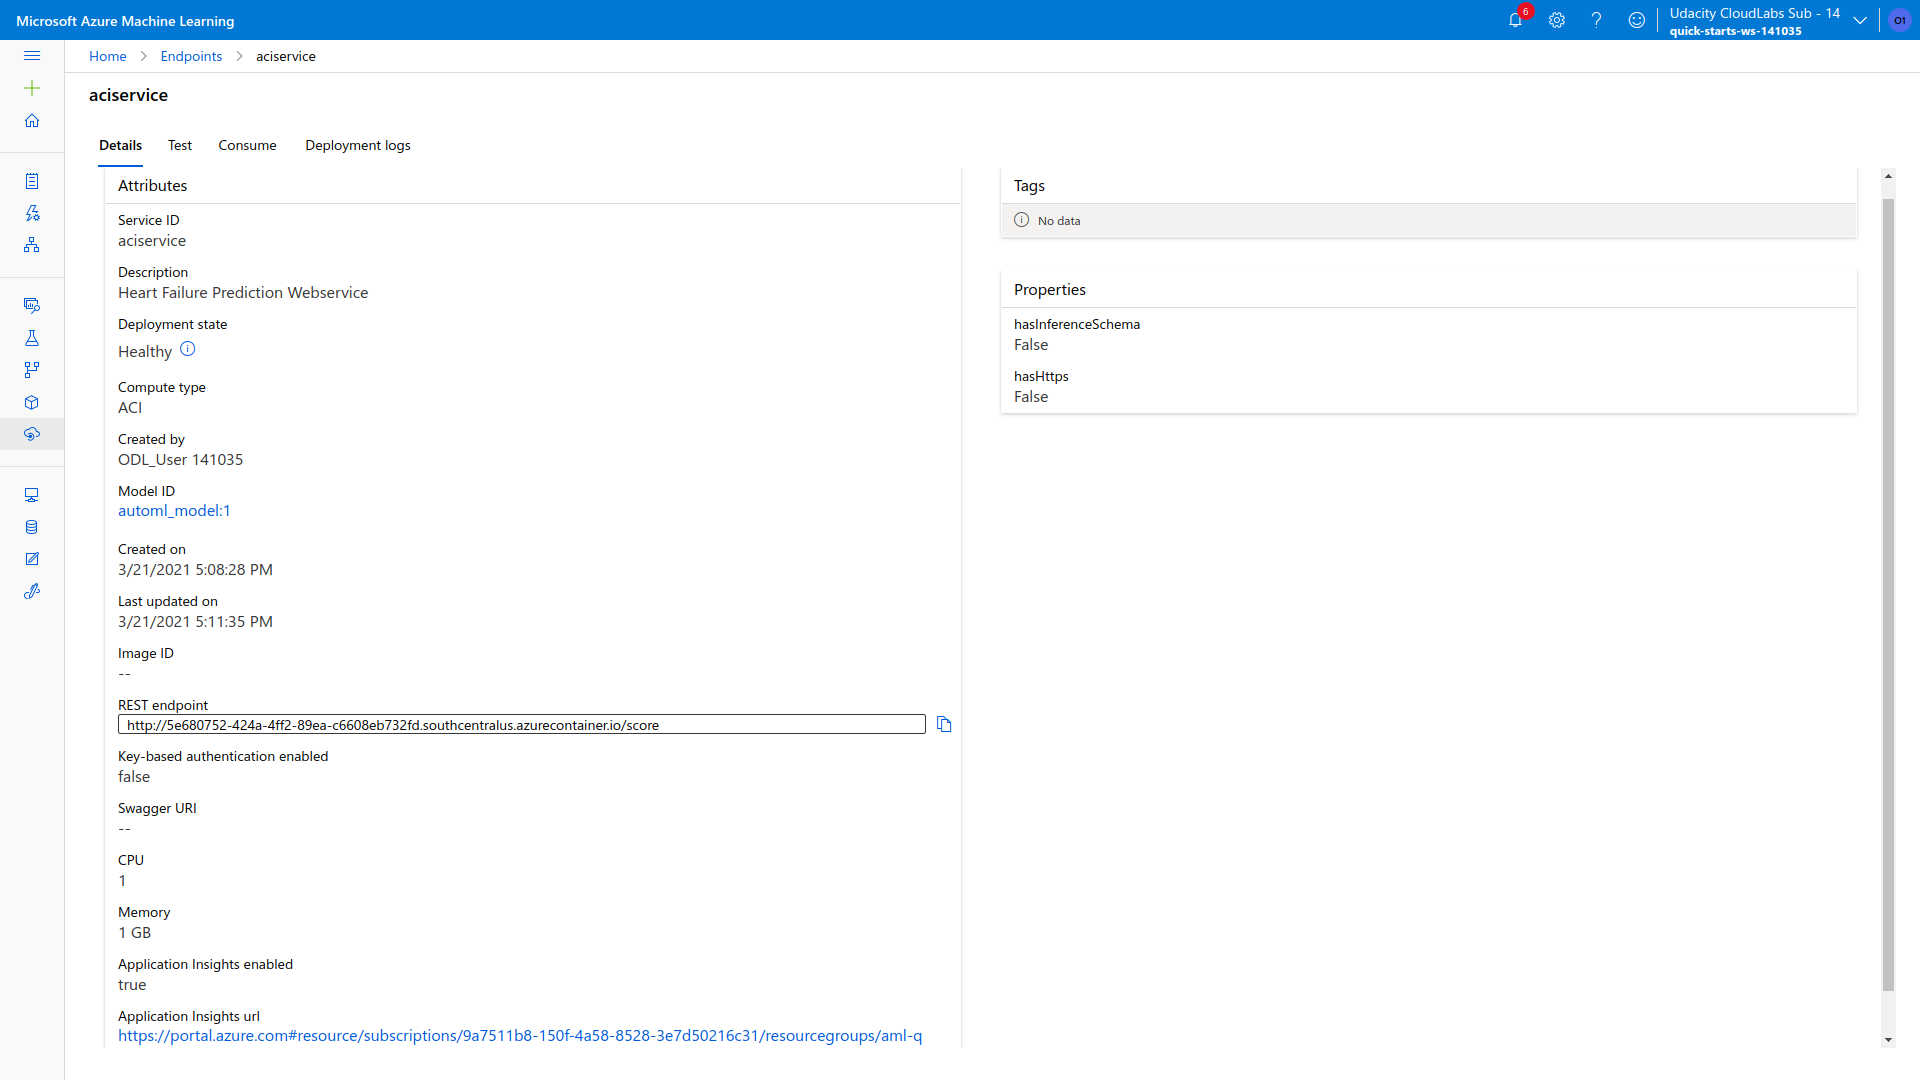 Microsoft Azure Machine Learning
6
Udacity CloudLabs Sub - 14
quick-starts-ws-141035
O1
Home > Endpoints > aciservice
aciservice
Details Test Consume Deployment logs
Attributes
Service ID
aciservice
Description
Heart Failure Prediction Webservice
Deployment state
Healthy
Compute type
ACI
Created by
ODL_User 141035
Model ID
automl_model:1
Created on
3/21/2021 5:08:28 PM
Last updated on
3/21/2021 5:11:35 PM
Image ID
--
REST endpoint
http://5e680752-424a-4ff2-89ea-c6608eb732fd.southcentralus.azurecontainer.io/score
Key-based authentication enabled
false
Swagger URI
--
CPU
1
Memory
1 GB
Application Insights enabled
true
Application Insights url
https://portal.azure.com#resource/subscriptions/9a7511b8-150f-4a58-8528-3e7d50216c31/resourcegroups/aml-q
Tags
No data
Properties
hasInferenceSchema
False
hasHttps
False